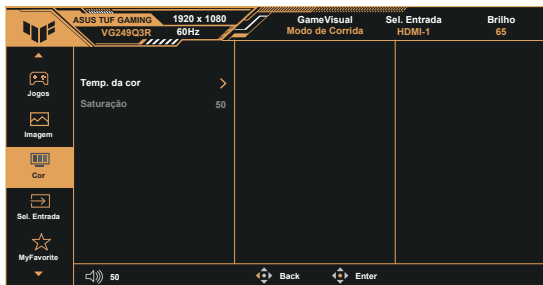 ASUS TUF GAMING 1920 x 1080 GameVisual Sel. Entrada Brilho
VG249Q3R 60Hz Modo de Corrida HDMI-1 65
Jogos
Temp. da cor
Saturação 50
Imagem
Cor
Sel. Entrada
MyFavorite
50 Back Enter